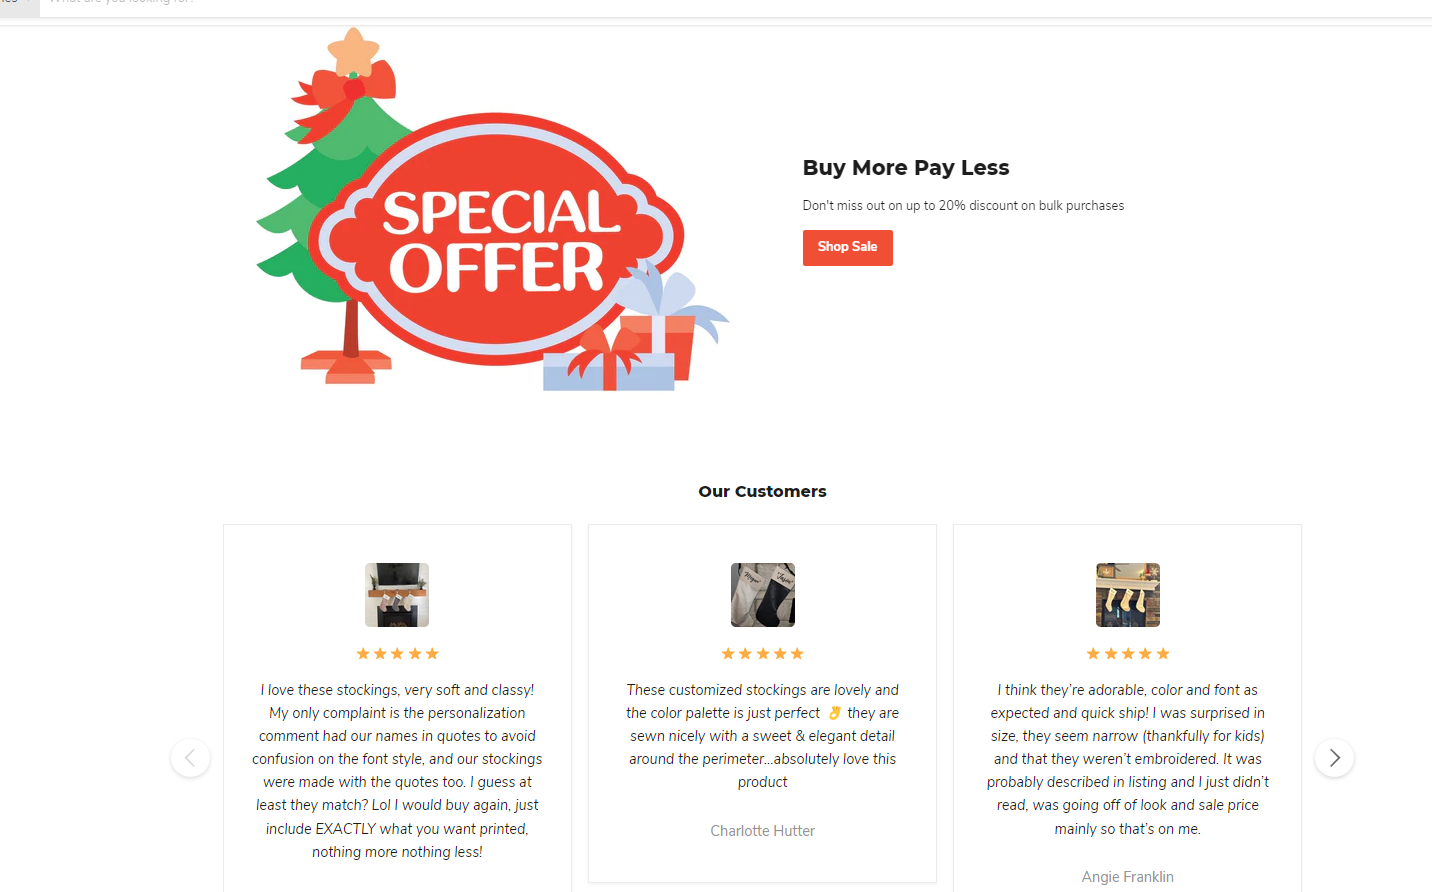 What are you looking for?
SPECIAL
OFFER
Buy More Pay Less
Don't miss out on up to 20% discount on bulk purchases
Shop Sale
Our Customers
I love these stockings, very soft and classy!
My only complaint is the personalization
comment had our names in quotes to avoid
confusion on the font style, and our stockings
were made with the quotes too. I guess at
least they match? Lol I would buy again, just
include EXACTLY what you want printed,
nothing more nothing less!
These customized stockings are lovely and
the color palette is just perfect 👌 they are
sewn nicely with a sweet & elegant detail
around the perimeter...absolutely love this
product
Charlotte Hutter
I think they’re adorable, color and font as
expected and quick ship! I was surprised in
size, they seem narrow (thankfully for kids)
and that they weren’t embroidered. It was
probably described in listing and I just didn’t
read, was going off of look and sale price
mainly so that’s on me.
Angie Franklin